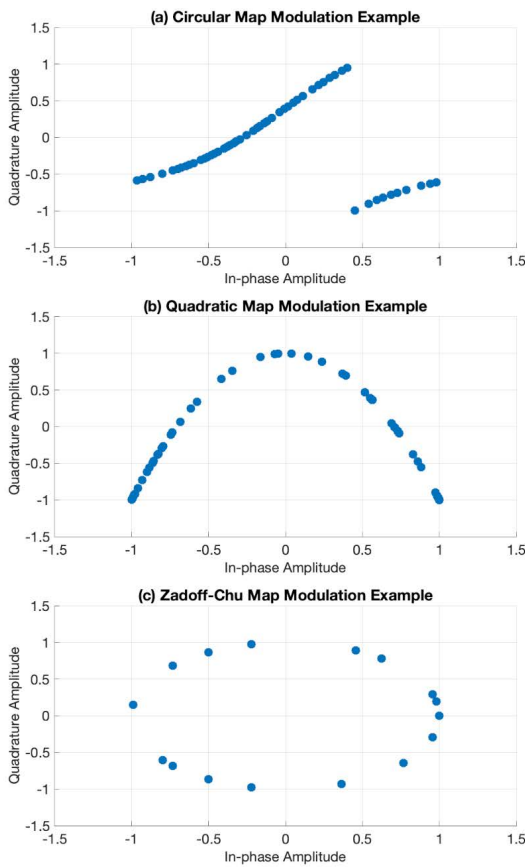 (a) Circular Map Modulation Example
1.5
1
0.5
0
-0.5
-1
-1.5
Quadrature Amplitude
-1.5 -1 -0.5 0 0.5 1 1.5
In-phase Amplitude
(b) Quadratic Map Modulation Example
1.5
1
0.5
0
-0.5
-1
-1.5
Quadrature Amplitude
-1.5 -1 -0.5 0 0.5 1 1.5
In-phase Amplitude
(c) Zadoff-Chu Map Modulation Example
1.5
1
0.5
0
-0.5
-1
-1.5
Quadrature Amplitude
-1.5 -1 -0.5 0 0.5 1 1.5
In-phase Amplitude